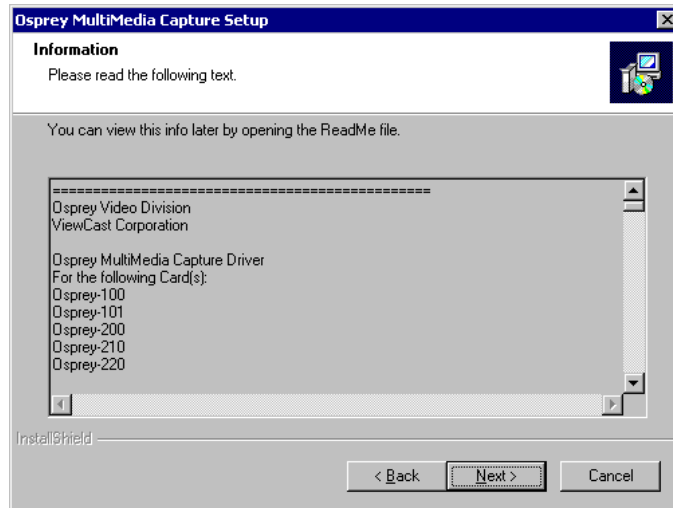 Osprey MultiMedia Capture Setup
Information
Please read the following text.
You can view this info later by opening the ReadMe file.
===============================================
Osprey Video Division
ViewCast Corporation
Osprey MultiMedia Capture Driver
For the following Card(s):
Osprey-100
Osprey-101
Osprey-200
Osprey-210
Osprey-220
InstallShield
< Back
Next >
Cancel